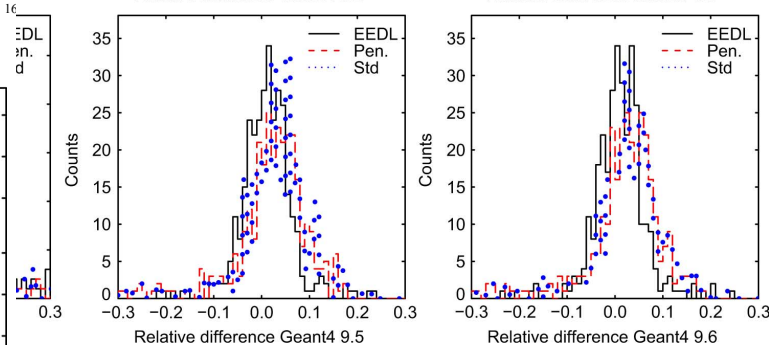 16
EDL
en.
d
0.3
35
30
25
20
15
10
5
0
Counts
EEDL
Pen.
Std
−0.3 −0.2 −0.1 0.0 0.1 0.2 0.3
Relative difference Geant4 9.5
35
30
25
20
15
10
5
0
Counts
EEDL
Pen.
Std
−0.3 −0.2 −0.1 0.0 0.1 0.2 0.3
Relative difference Geant4 9.6